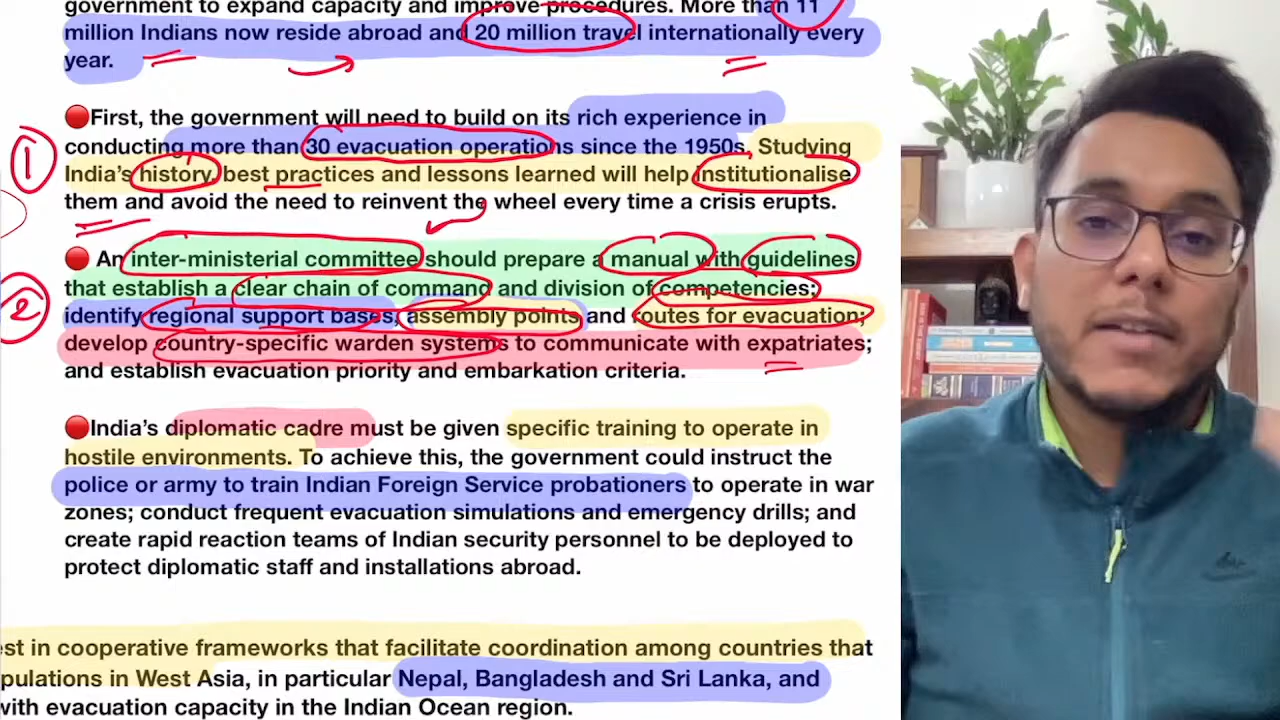 government to expand capacity and improve procedures. More than 11
million Indians now reside abroad and 20 million travel internationally every
year.
First, the government will need to build on its rich experience in
conducting more than 30 evacuation operations since the 1950s. Studying
India's history, best practices and lessons learned will help institutionalise
them and avoid the need to reinvent the wheel every time a crisis erupts.
An inter-ministerial committee should prepare a manual with guidelines
that establish a clear chain of command and division of competencies;
identify regional support bases, assembly points and routes for evacuation;
develop country-specific warden systems to communicate with expatriates;
and establish evacuation priority and embarkation criteria.
India's diplomatic cadre must be given specific training to operate in
hostile environments. To achieve this, the government could instruct the
police or army to train Indian Foreign Service probationers to operate in war
zones; conduct frequent evacuation simulations and emergency drills; and
create rapid reaction teams of Indian security personnel to be deployed to
protect diplomatic staff and installations abroad.
est in cooperative frameworks that facilitate coordination among countries that
pulations in West Asia, in particular Nepal, Bangladesh and Sri Lanka, and
with evacuation capacity in the Indian Ocean region.
1
2